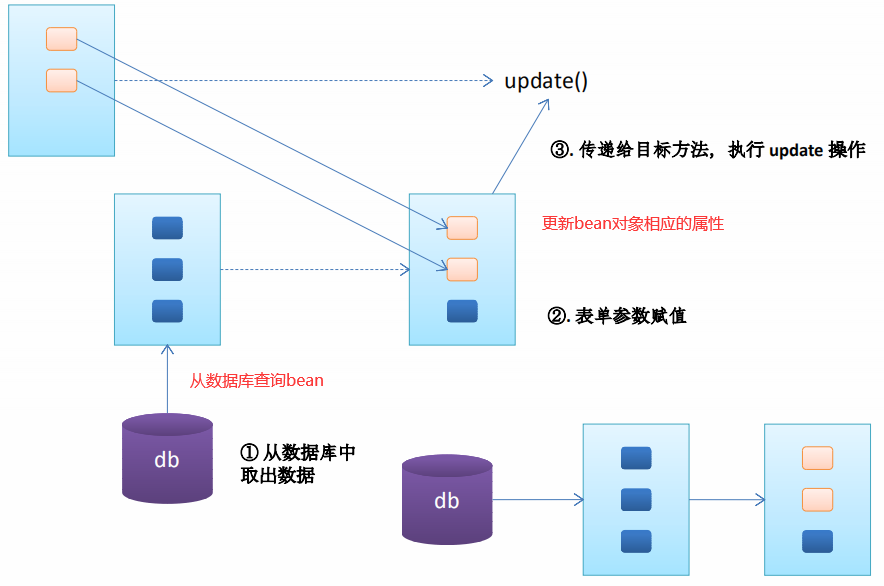 update()
③. 传递给目标方法，执行 update 操作
更新bean对象相应的属性
②. 表单参数赋值
从数据库查询bean
① 从数据库中
取出数据
db
db